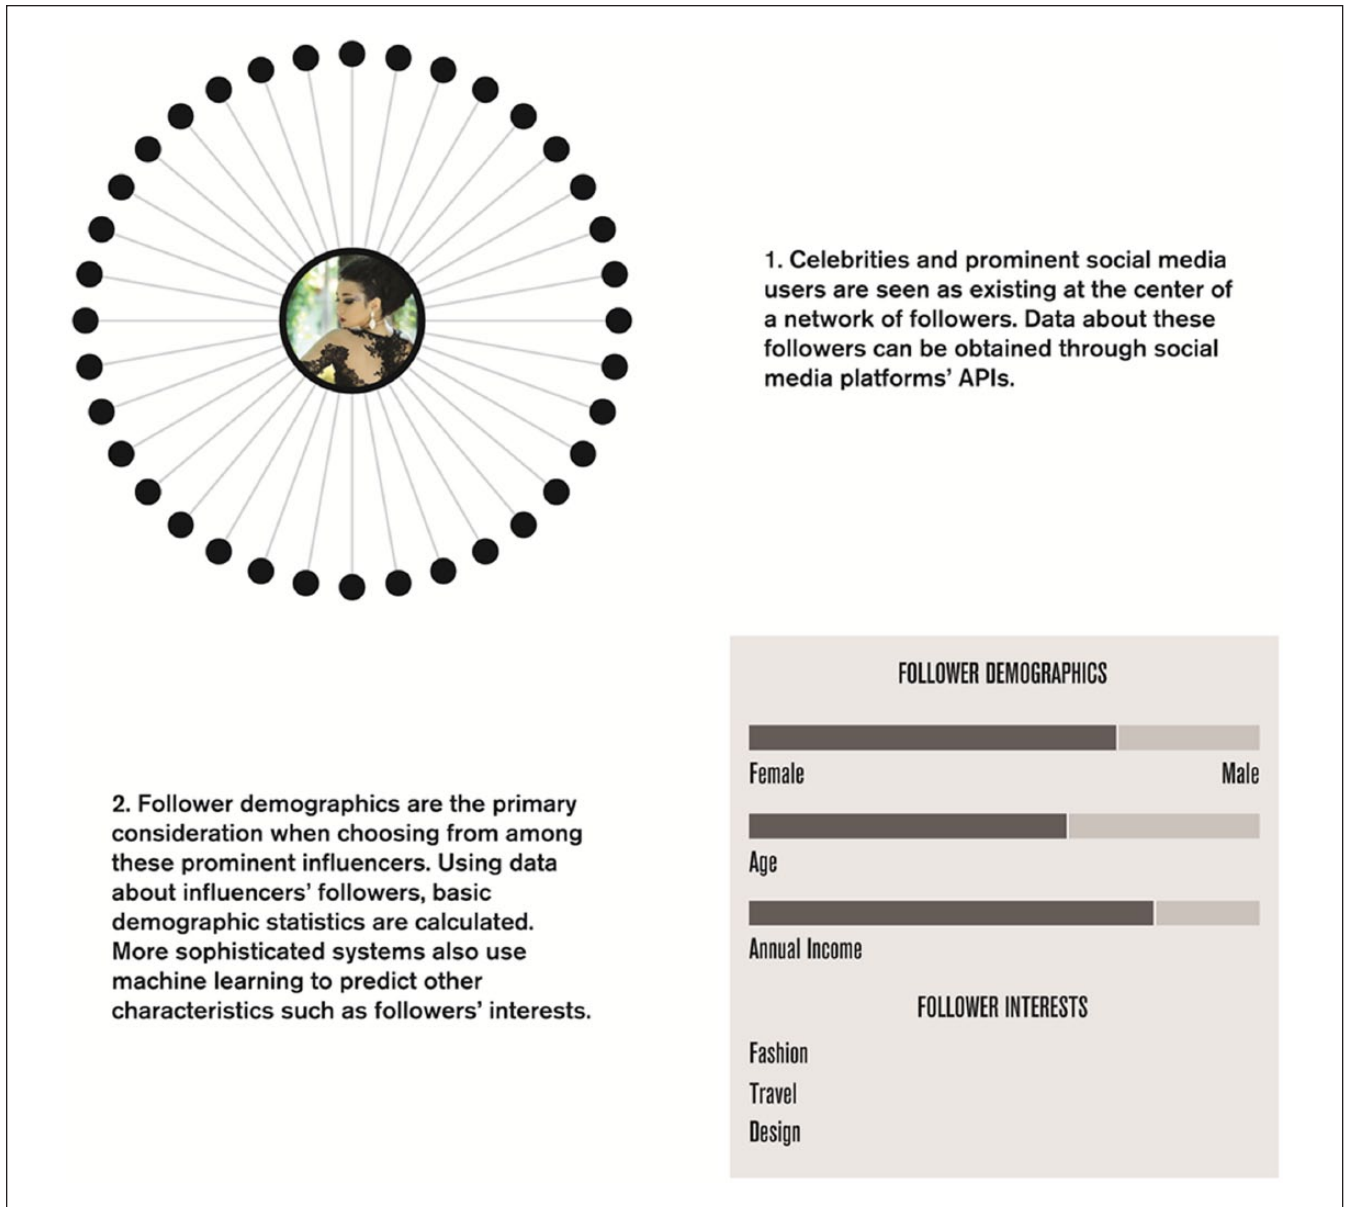 1. Celebrities and prominent social media
users are seen as existing at the center of
a network of followers. Data about these
followers can be obtained through social
media platforms’ APIs.
2. Follower demographics are the primary
consideration when choosing from among
these prominent influencers. Using data
about influencers’ followers, basic
demographic statistics are calculated.
More sophisticated systems also use
machine learning to predict other
characteristics such as followers’ interests.
FOLLOWER DEMOGRAPHICS
Female Male
Age
Annual Income
FOLLOWER INTERESTS
Fashion
Travel
Design